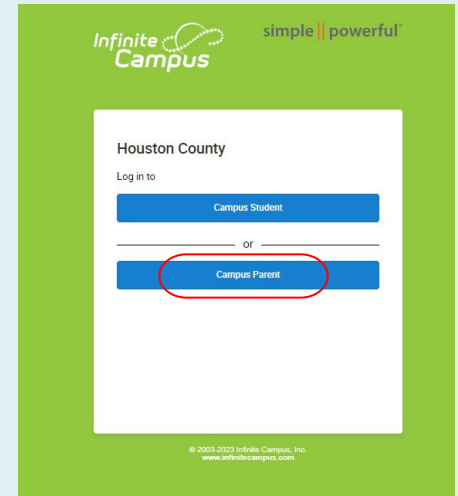 Infinite
Campus
simple || powerful®
Houston County
Log in to
Campus Student
or
Campus Parent
© 2003-2023 Infinite Campus, Inc.
www.infinitecampus.com